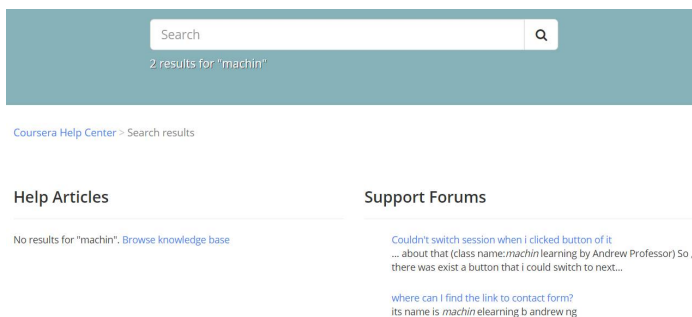 Search
2 results for "machin"
Coursera Help Center > Search results
Help Articles
No results for "machin". Browse knowledge base
Support Forums
Couldn't switch session when i clicked button of it
... about that (class name:machin learning by Andrew Professor) So ,
there was exist a button that i could switch to next...
where can I find the link to contact form?
its name is machin elearning b andrew ng